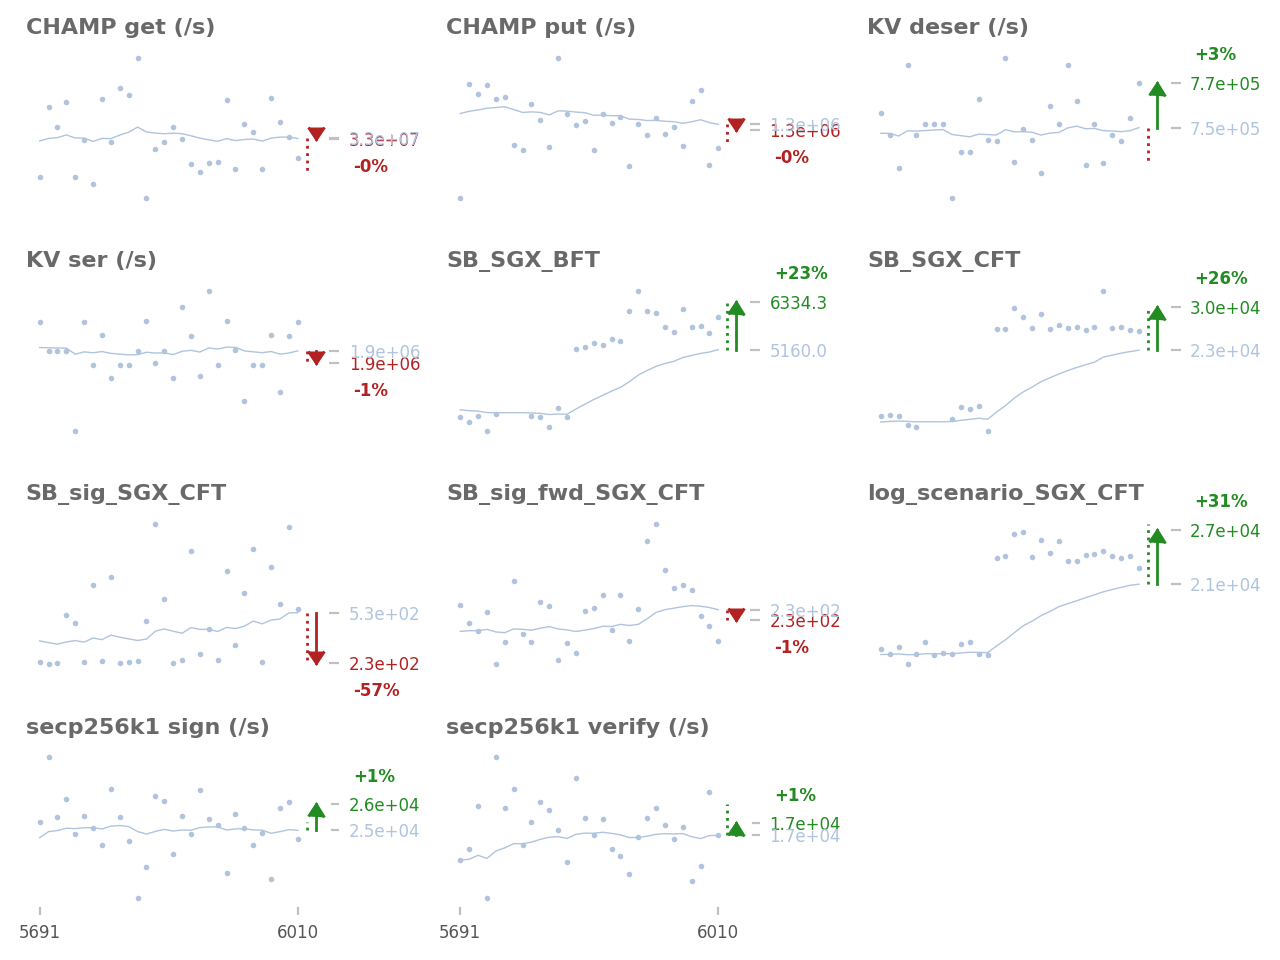 CHAMP get (/s)
3.3e+07
-0%
CHAMP put (/s)
1.3e+06
1.3e+06
-0%
KV deser (/s)
+3%
7.7e+05
7.5e+05
KV ser (/s)
1.9e+06
1.9e+06
-1%
SB_SGX_BFT
+23%
6334.3
5160.0
SB_SGX_CFT
+26%
3.0e+04
2.3e+04
SB_sig_SGX_CFT
5.3e+02
2.3e+02
-57%
SB_sig_fwd_SGX_CFT
2.3e+02
2.3e+02
-1%
log_scenario_SGX_CFT
+31%
2.7e+04
2.1e+04
secp256k1 sign (/s)
+1%
2.6e+04
2.5e+04
5691
6010
secp256k1 verify (/s)
+1%
1.7e+04
1.7e+04
5691
6010